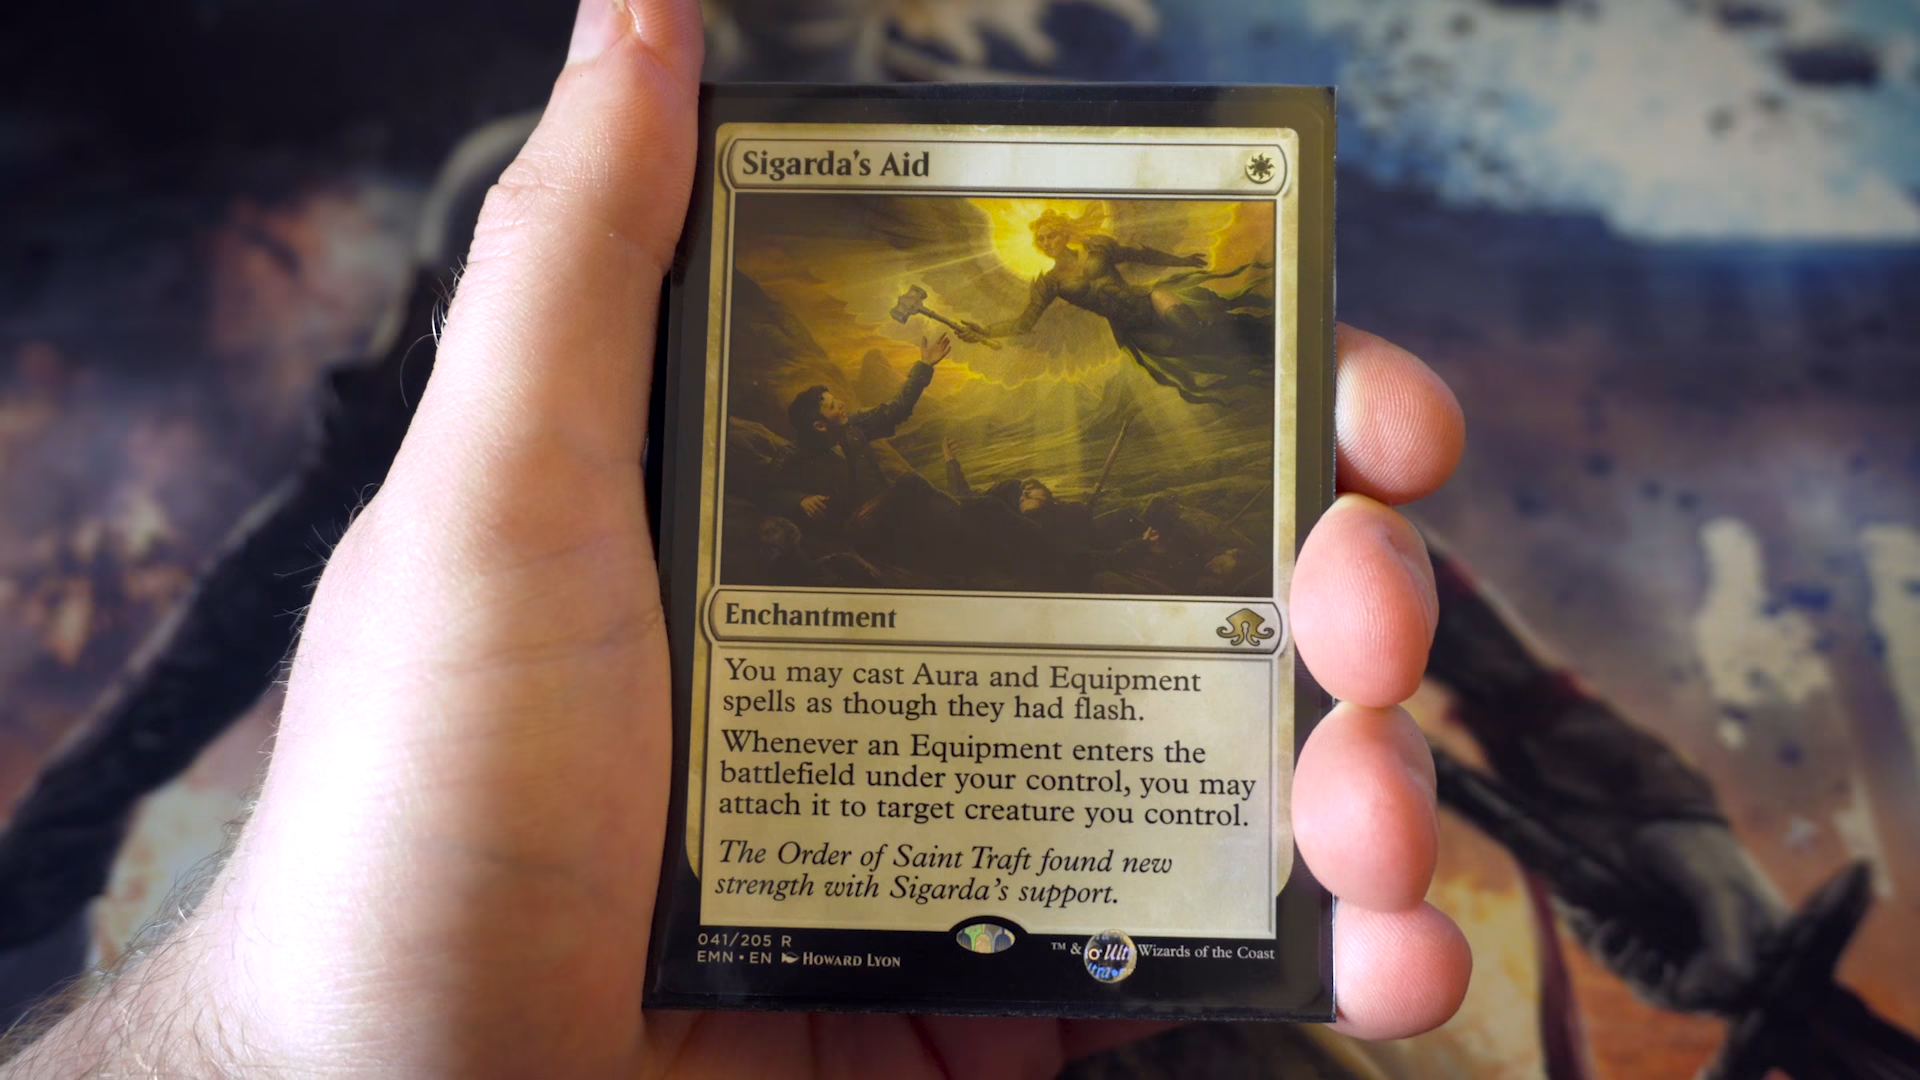 Sigarda's Aid
Enchantment
You may cast Aura and Equipment
spells as though they had flash.
Whenever an Equipment enters the
battlefield under your control, you may
attach it to target creature you control.
The Order of Saint Traft found new
strength with Sigarda's support.
041/205 R
EMN • EN Howard Lyon
™ & Wizards of the Coast